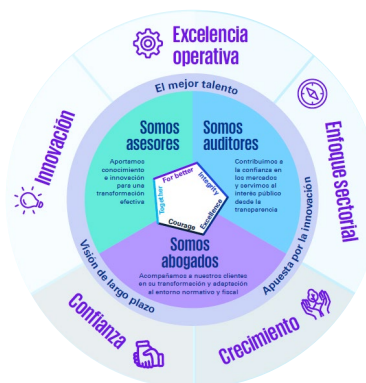 Excelencia
operativa
El mejor talento
Innovación
Enfoque sectorial
Somos
asesores
Aportamos
conocimiento
e innovación
para una
transformación
efectiva
Somos
auditores
Contribuimos a
la confianza en
los mercados
y servimos al
interés público
desde la
transparencia
For better
Integrity
Together
Excellence
Courage
Somos
abogados
Acompañamos a nuestros clientes
en su transformación y adaptación
al entorno normativo y fiscal
Visión de largo plazo
Apuesta por la innovación
Confianza
Crecimiento